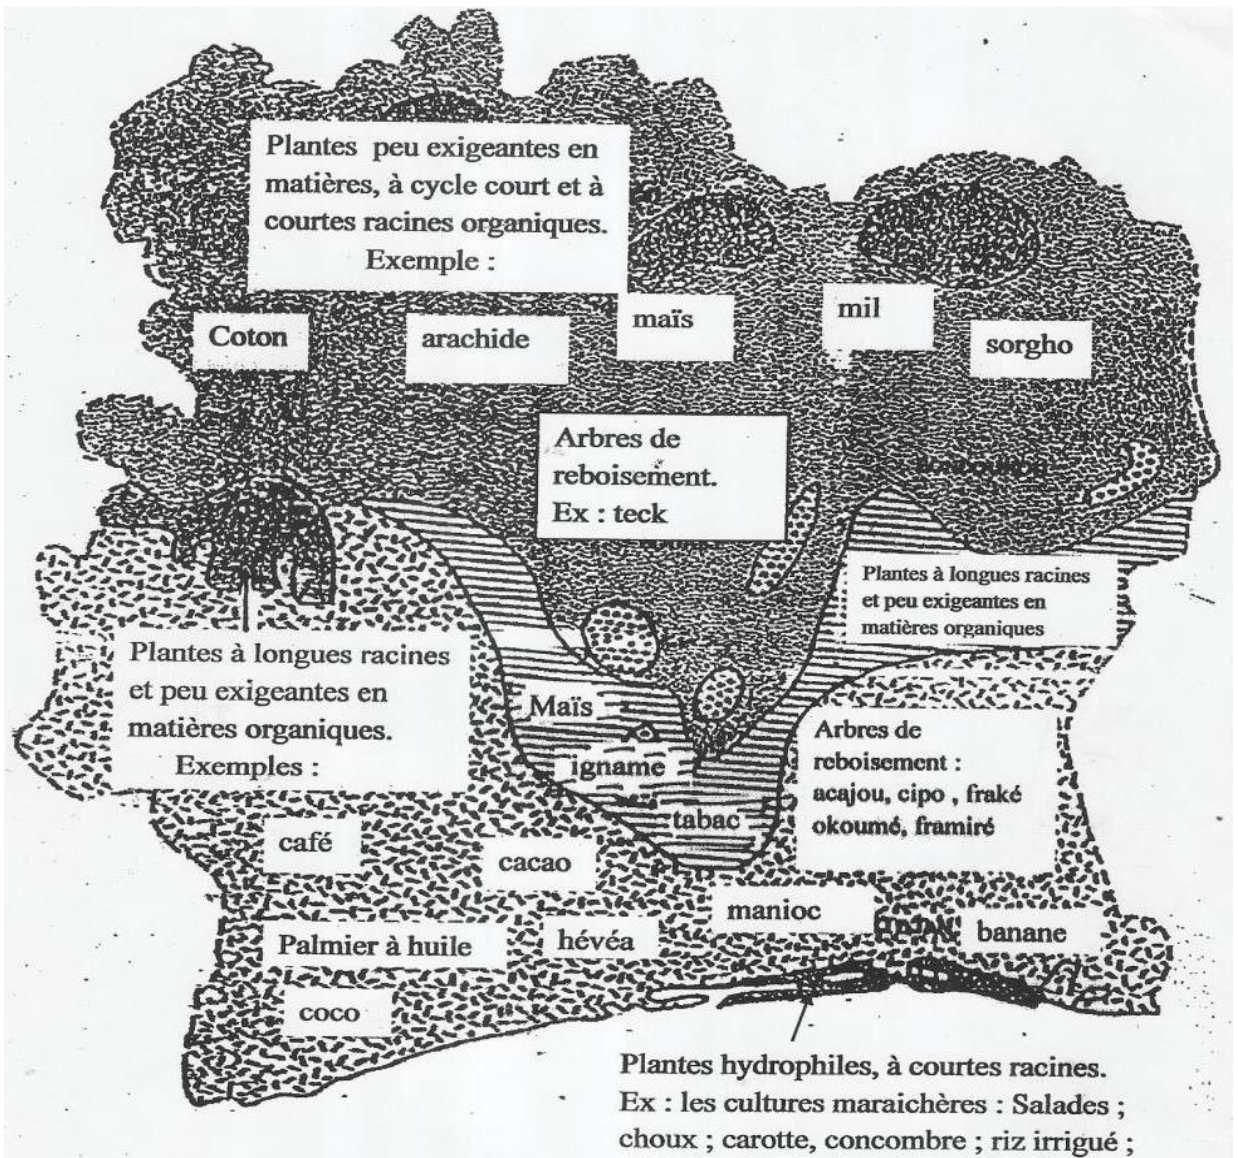 Plantes peu exigeantes en
matières, à cycle court et à
courtes racines organiques.
Exemple :
Coton
arachide
maïs
mil
sorgho
Arbres de
reboisement.
Ex : teck
Plantes à longues racines
et peu exigeantes en
matières organiques
Plantes à longues racines
et peu exigeantes en
matières organiques.
Exemples :
Maïs
igname
tabac
Arbres de
reboisement :
acajou, cipo , fraké
okoumé, framiré
café
cacao
manioc
banane
Palmier à huile
hévéa
coco
Plantes hydrophiles, à courtes racines.
Ex : les cultures maraichères : Salades ;
choux ; carotte, concombre ; riz irrigué ;